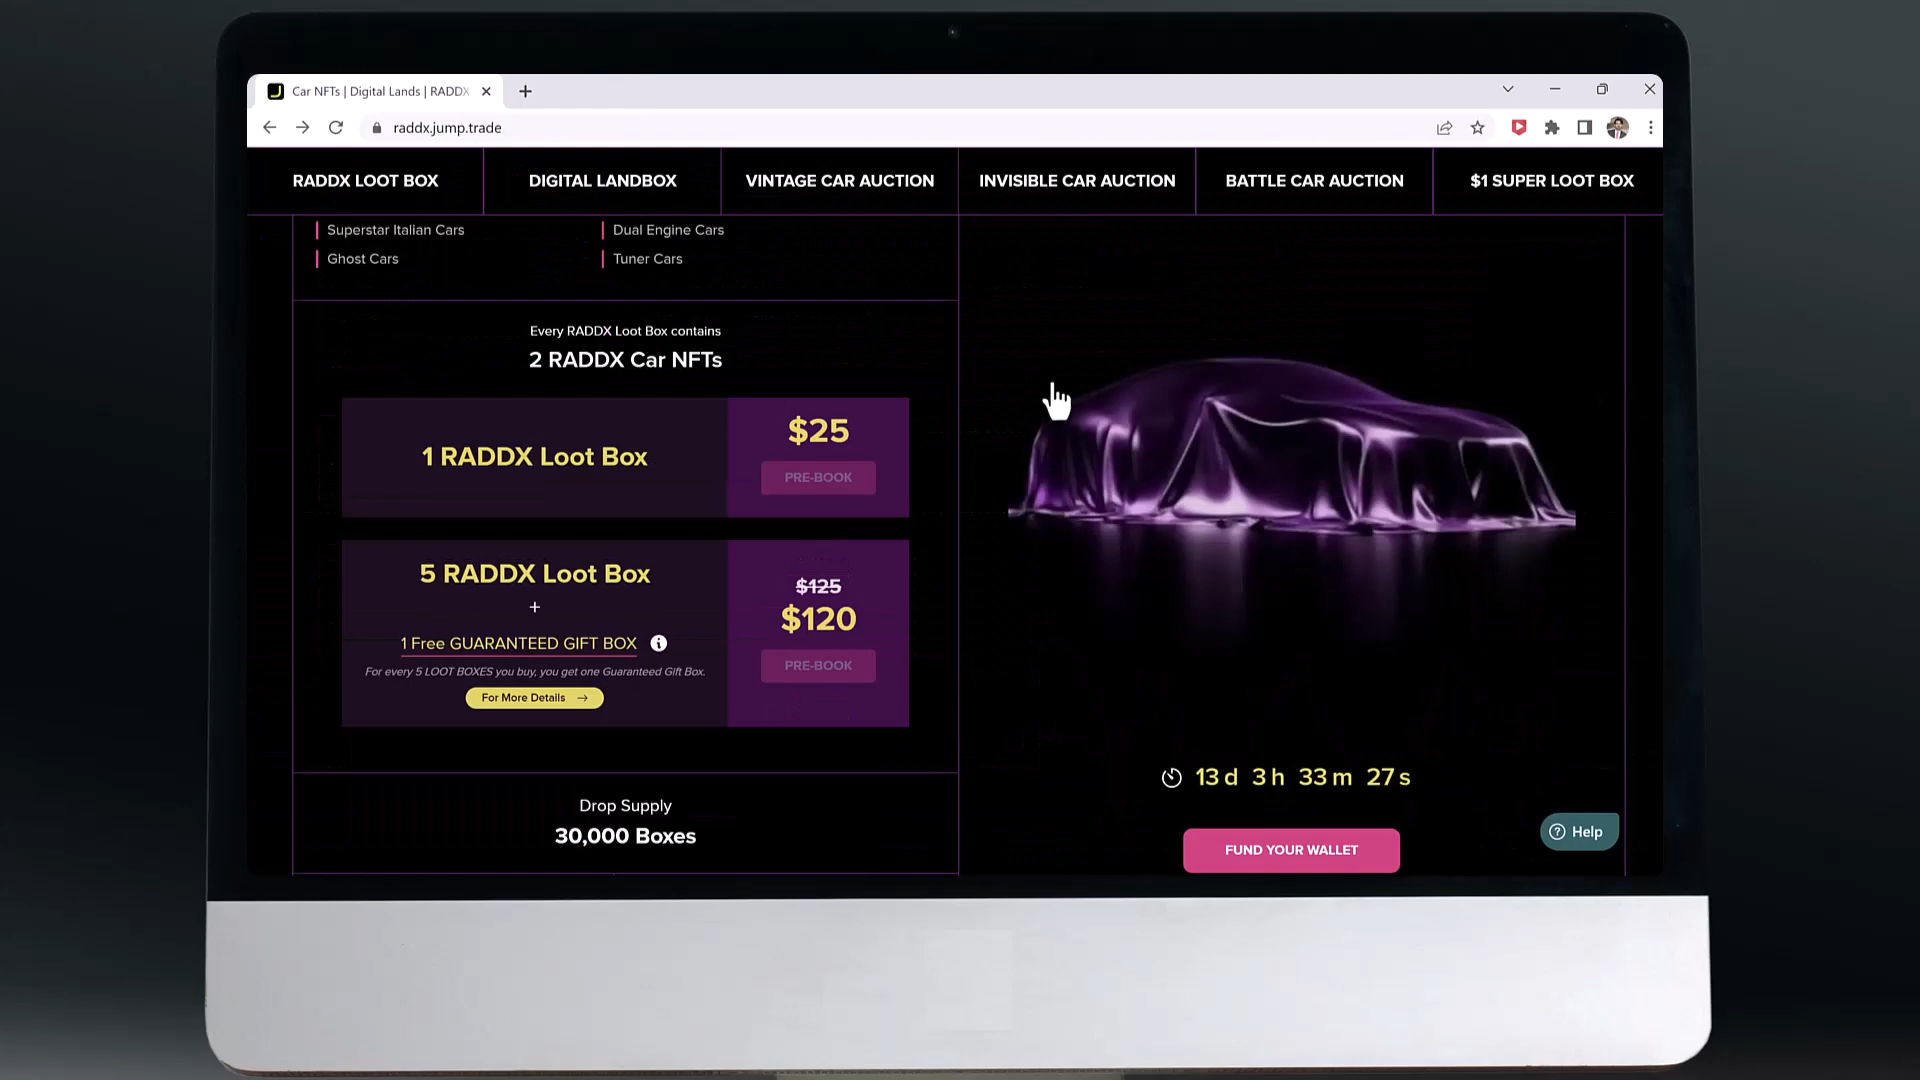 Car NFTs | Digital Lands | RADDX
raddx.jump.trade
RADDX LOOT BOX
DIGITAL LANDBOX
VINTAGE CAR AUCTION
INVISIBLE CAR AUCTION
BATTLE CAR AUCTION
$1 SUPER LOOT BOX
Superstar Italian Cars
Dual Engine Cars
Ghost Cars
Tuner Cars
Every RADDX Loot Box contains
2 RADDX Car NFTs
1 RADDX Loot Box
$25
PRE-BOOK
5 RADDX Loot Box
+
1 Free GUARANTEED GIFT BOX
For every 5 LOOT BOXES you buy, you get one Guaranteed Gift Box.
For More Details →
$125
$120
PRE-BOOK
Drop Supply
30,000 Boxes
13 d 3 h 33 m 27 s
FUND YOUR WALLET
Help